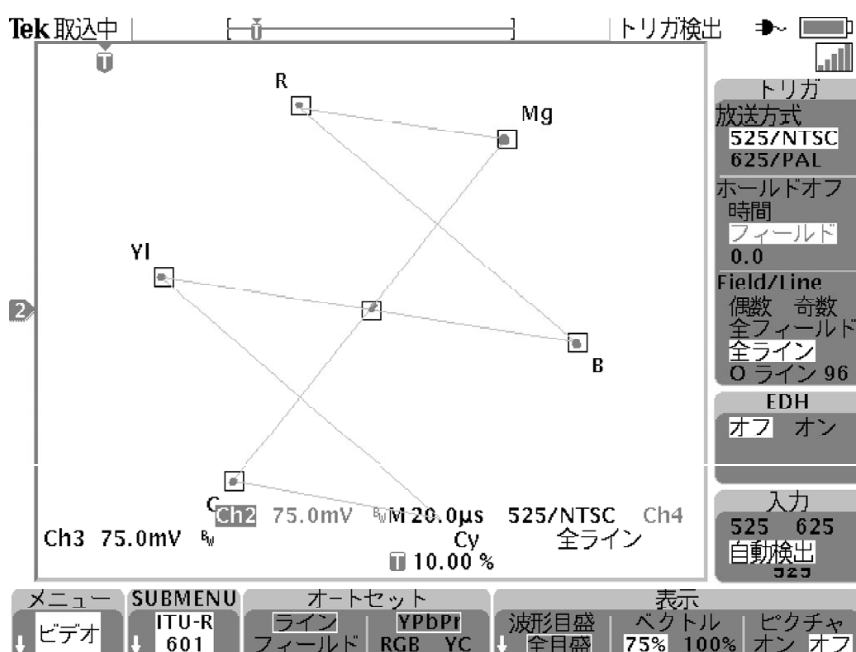 Tek 取込中 トリガ検出
T
T
R
Mg
Yl
2
B
C
Ch2 75.0mV BW M 20.0μs 525/NTSC Ch4
Ch3 75.0mV BW Cy 全ライン
T 10.00 %
トリガ
放送方式
525/NTSC
625/PAL
ホールドオフ
時間
フィールド
0.0
Field/Line
偶数 奇数
全フィールド
全ライン
O ライン 96
EDH
オフ オン
入力
525 625
自動検出
525
メニュー
ビデオ
SUBMENU
ITU-R
601
オートセット
ライン YPbPr
フィールド RGB YC
表示
波形目盛 ベクトル ピクチャ
全目盛 75% 100% オン オフ